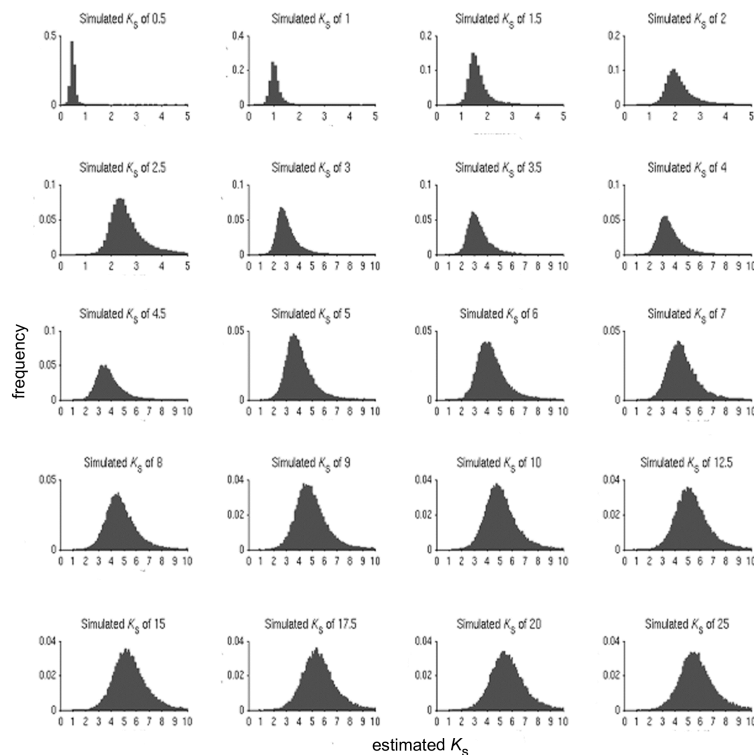 Simulated Ks of 0.5 Simulated Ks of 1 Simulated Ks of 1.5 Simulated Ks of 2
0.5 0.4 0.2 0.2
0.2 0.1 0.1
0 0 0 0
0 1 2 3 4 5 0 1 2 3 4 5 0 1 2 3 4 5 0 1 2 3 4 5
Simulated Ks of 2.5 Simulated Ks of 3 Simulated Ks of 3.5 Simulated Ks of 4
0.1 0.1 0.1 0.1
0.05 0.05 0.05 0.05
0 0 0 0
0 1 2 3 4 5 0 1 2 3 4 5 6 7 8 9 10 0 1 2 3 4 5 6 7 8 9 10 0 1 2 3 4 5 6 7 8 9 10
Simulated Ks of 4.5 Simulated Ks of 5 Simulated Ks of 6 Simulated Ks of 7
0.1 0.05 0.05 0.05
0.05
0 0 0 0
0 1 2 3 4 5 6 7 8 9 10 0 1 2 3 4 5 6 7 8 9 10 0 1 2 3 4 5 6 7 8 9 10 0 1 2 3 4 5 6 7 8 9 10
frequency
Simulated Ks of 8 Simulated Ks of 9 Simulated Ks of 10 Simulated Ks of 12.5
0.05 0.04 0.04 0.04
0.02 0.02 0.02
0 0 0 0
0 1 2 3 4 5 6 7 8 9 10 0 1 2 3 4 5 6 7 8 9 10 0 1 2 3 4 5 6 7 8 9 10 0 1 2 3 4 5 6 7 8 9 10
Simulated Ks of 15 Simulated Ks of 17.5 Simulated Ks of 20 Simulated Ks of 25
0.04 0.04 0.04 0.04
0.02 0.02 0.02 0.02
0 0 0 0
0 1 2 3 4 5 6 7 8 9 10 0 1 2 3 4 5 6 7 8 9 10 0 1 2 3 4 5 6 7 8 9 10 0 1 2 3 4 5 6 7 8 9 10
estimated Ks